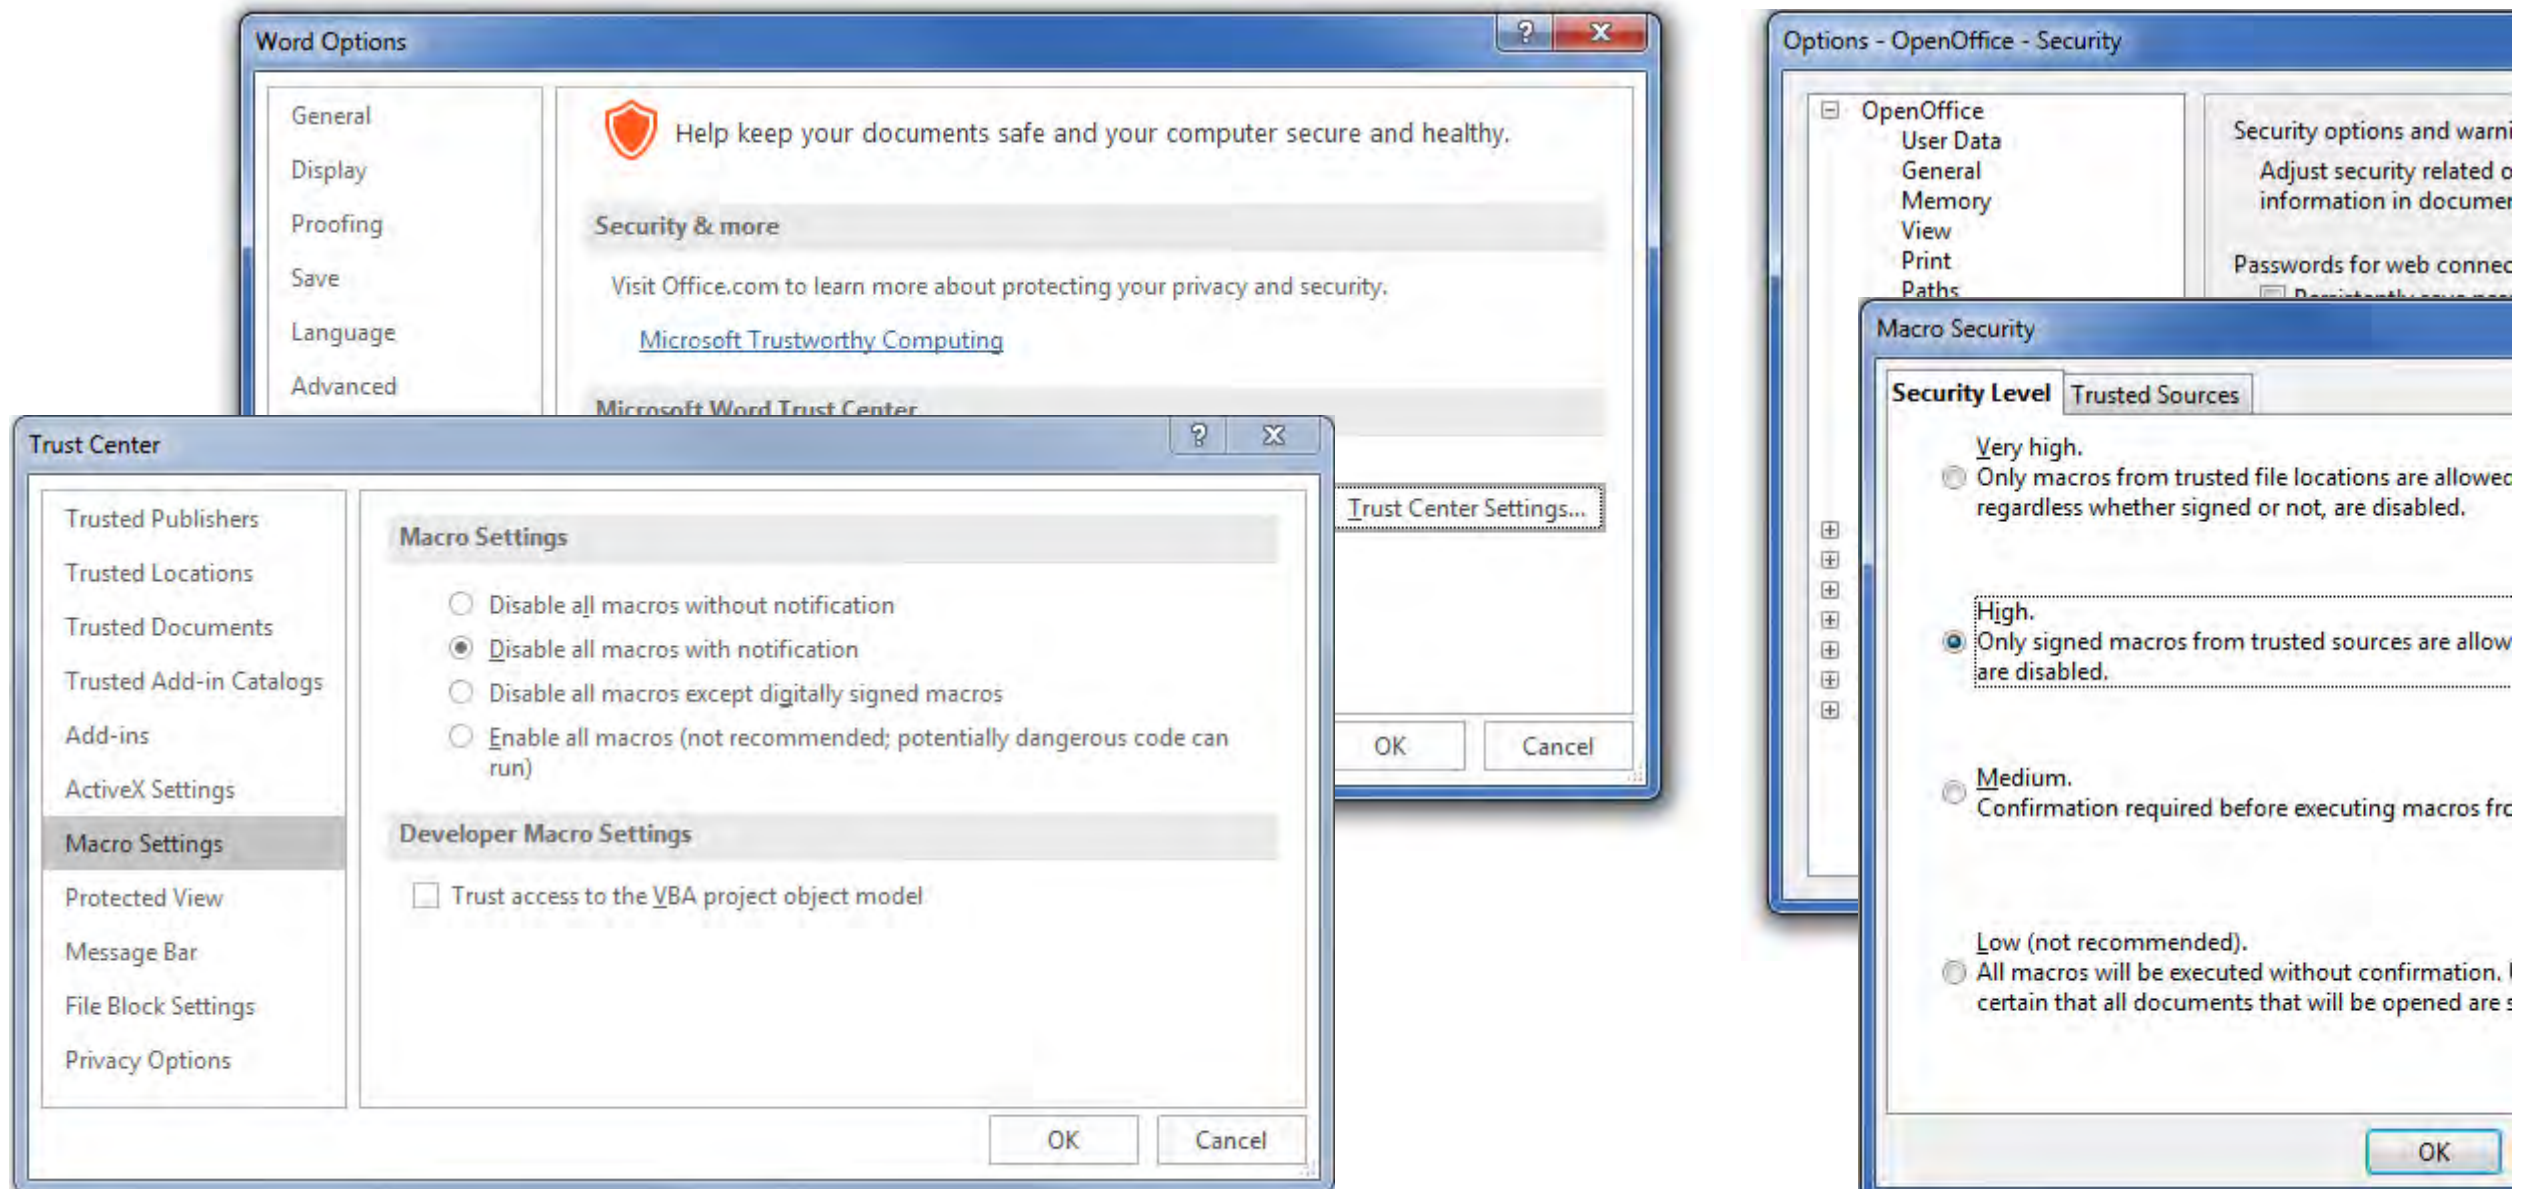 Word Options
General
Display
Proofing
Save
Language
Advanced
Help keep your documents safe and your computer secure and healthy.
Security & more
Visit Office.com to learn more about protecting your privacy and security.
Microsoft Trustworthy Computing
Microsoft Word Trust Center
Trust Center Settings...
OK
Cancel
Trust Center
Trusted Publishers
Trusted Locations
Trusted Documents
Trusted Add-in Catalogs
Add-ins
ActiveX Settings
Macro Settings
Protected View
Message Bar
File Block Settings
Privacy Options
Macro Settings
Disable all macros without notification
Disable all macros with notification
Disable all macros except digitally signed macros
Enable all macros (not recommended; potentially dangerous code can
run)
Developer Macro Settings
Trust access to the VBA project object model
OK
Cancel
Options - OpenOffice - Security
OpenOffice
User Data
General
Memory
View
Print
Paths
Security options and warni
Adjust security related o
information in documen
Passwords for web connec
Persistently save
Macro Security
Security Level
Trusted Sources
Very high.
Only macros from trusted file locations are allowed
regardless whether signed or not, are disabled.
High.
Only signed macros from trusted sources are allow
are disabled.
Medium.
Confirmation required before executing macros fro
Low (not recommended).
All macros will be executed without confirmation.
certain that all documents that will be opened are s
OK